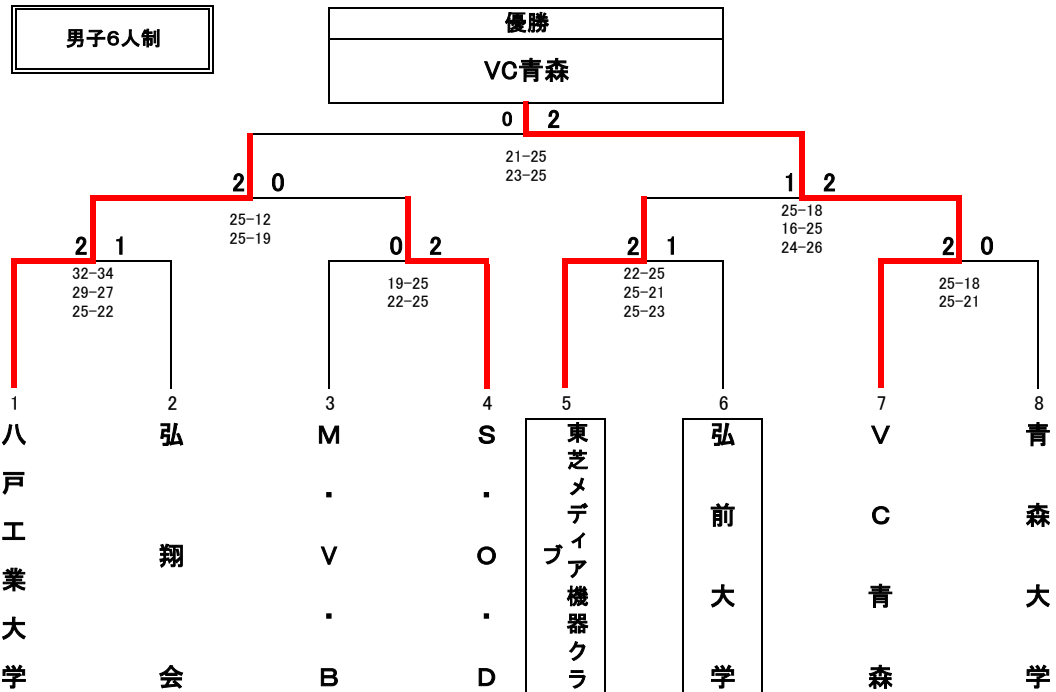 男子6人制
優勝
VC青森
0 2
21-25
23-25
2 0
25-12
25-19
1 2
25-18
16-25
24-26
2 1
32-34
29-27
25-22
0 2
19-25
22-25
2 1
22-25
25-21
25-23
2 0
25-18
25-21
1
2
3
4
5
6
7
8
八戸工業大学
弘翔会
M.V.B
S.O.D
東芝メディア機器クラブ
弘前大学
VC青森
青森大学